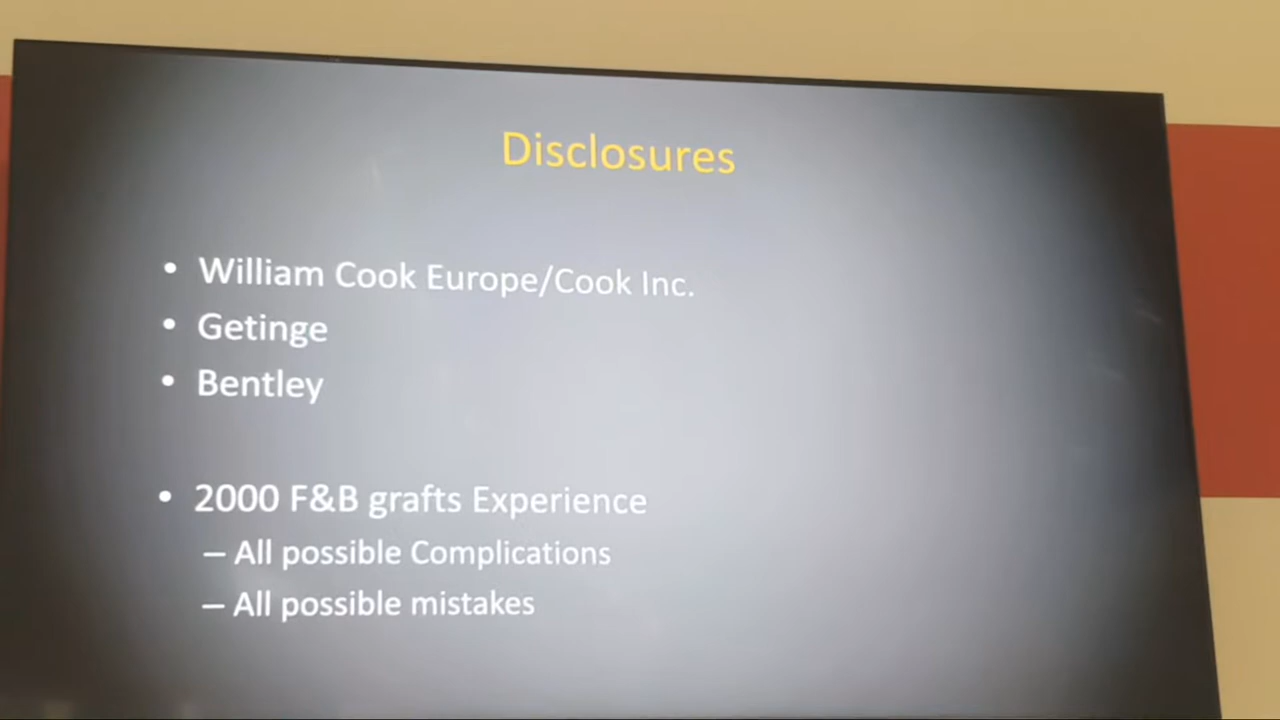 Disclosures
• William Cook Europe/Cook Inc.
• Getinge
• Bentley
• 2000 F&B grafts Experience
– All possible Complications
– All possible mistakes